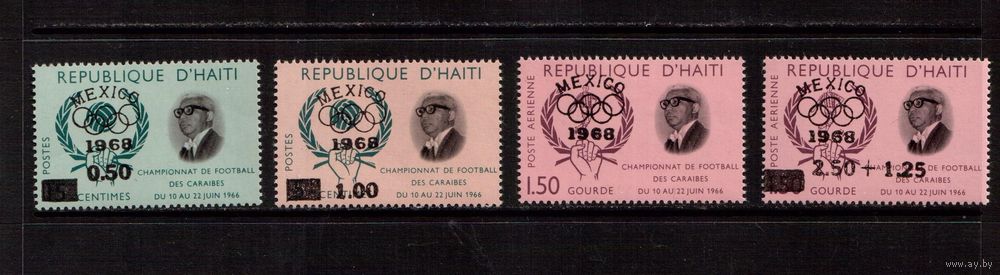 REPUBLIQUE D'HAITI
MEXICO
1968
0.50
POSTES
CENTIMES
CHAMPIONNAT DE FOOTBALL
DES CARAIBES
DU 10 AU 22 JUIN 1966
REPUBLIQUE D'HAITI
MEXICO
1968
1.00
POSTES
CHAMPIONNAT DE FOOTBALL
DES CARAIBES
DU 10 AU 22 JUIN 1966
REPUBLIQUE D'HAITI
MEXICO
1968
POSTE AERIENNE
1.50
GOURDE
CHAMPIONNAT DE FOOTBALL
DES CARAIBES
DU 10 AU 22 JUIN 1966
REPUBLIQUE D'HAITI
MEXICO
1968
2.50 + 1.25
POSTE AERIENNE
GOURDE
CHAMPIONNAT DE FOOTBALL
DES CARAIBES
DU 10 AU 22 JUIN 1966
www.ay.by